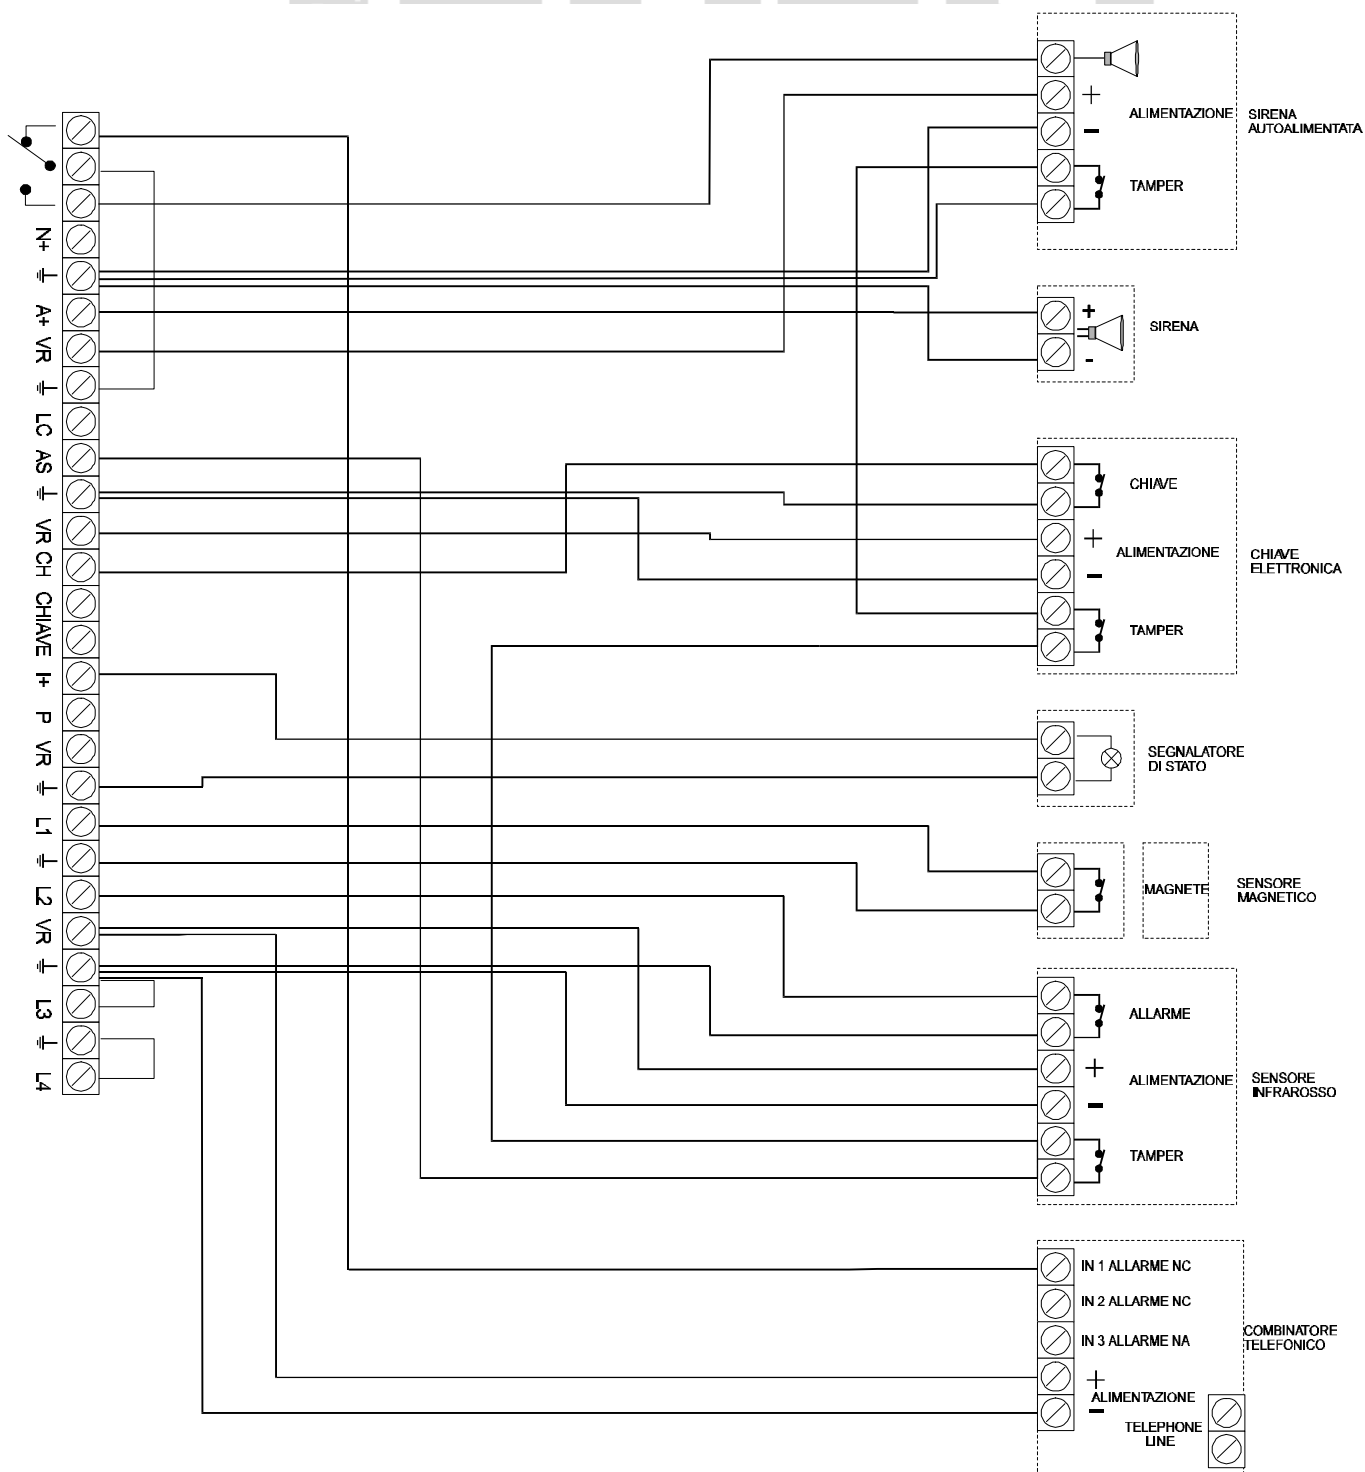 N+
A+
VR
LC
AS
VR
CH
CHIAVE
I+
P
VR
L1
L2
VR
L3
L4
+
ALIMENTAZIONE
-
TAMPER
SIRENA
AUTOALIMENTATA
+
-
SIRENA
CHIAVE
+
ALIMENTAZIONE
-
TAMPER
CHIAVE
ELETTRONICA
SEGNALATORE
DI STATO
MAGNETE
SENSORE
MAGNETICO
ALLARME
+
ALIMENTAZIONE
-
TAMPER
SENSORE
INFRAROSSO
IN 1 ALLARME NC
IN 2 ALLARME NC
IN 3 ALLARME NA
+
ALIMENTAZIONE
-
TELEPHONE
LINE
COMBINATORE
TELEFONICO